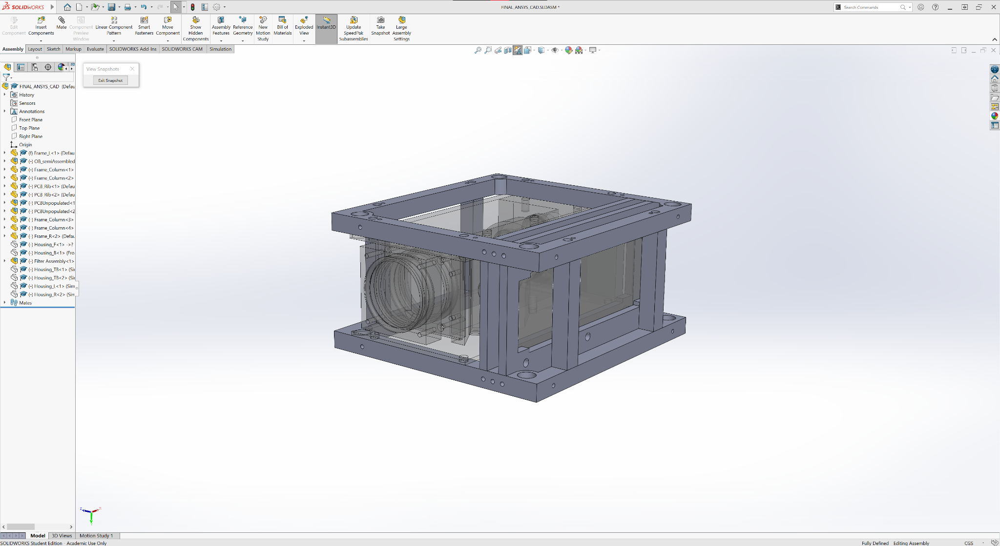 SOLIDWORKS
FINAL_ANSYS_CAD.SLDASM *
Search Commands
Edit Component
Insert Components
Mate
Component Preview Window
Linear Component Pattern
Smart Fasteners
Move Component
Show Hidden Components
Assembly Features
Reference Geometry
New Motion Study
Bill of Materials
Exploded View
Instant3D
Update SpeedPak Subassemblies
Take Snapshot
Large Assembly Settings
Assembly
Layout
Sketch
Markup
Evaluate
SOLIDWORKS Add-Ins
SOLIDWORKS CAM
Simulation
View Snapshots
Exit Snapshot
FINAL_ANSYS_CAD (Defau
History
Sensors
Annotations
Front Plane
Top Plane
Right Plane
Origin
(f) Frame_L<1> (Defau
(-) OB_semiAssembled
(-) Frame_Column<1>
(-) Frame_Column<2>
(-) PCB_Rib<1> (Defau
(-) PCB_Rib<2> (Defau
(-) PCBUnpopulated<1
(-) PCBUnpopulated<2
(-) Frame_Column<3>
(-) Frame_Column<4>
(-) Frame_R<2> (Defau
(-) Housing_F<1> ->?
(-) Housing_B<1> (Fro
(-) Filter Assembly<1>
(-) Housing_TB<1> (Si
(-) Housing_TB<2> (Si
(-) Housing_L<1> (Sim
(-) Housing_R<2> (Sim
Mates
Z
X
Y
Model
3D Views
Motion Study 1
SOLIDWORKS Student Edition - Academic Use Only
Fully Defined
Editing Assembly
CGS